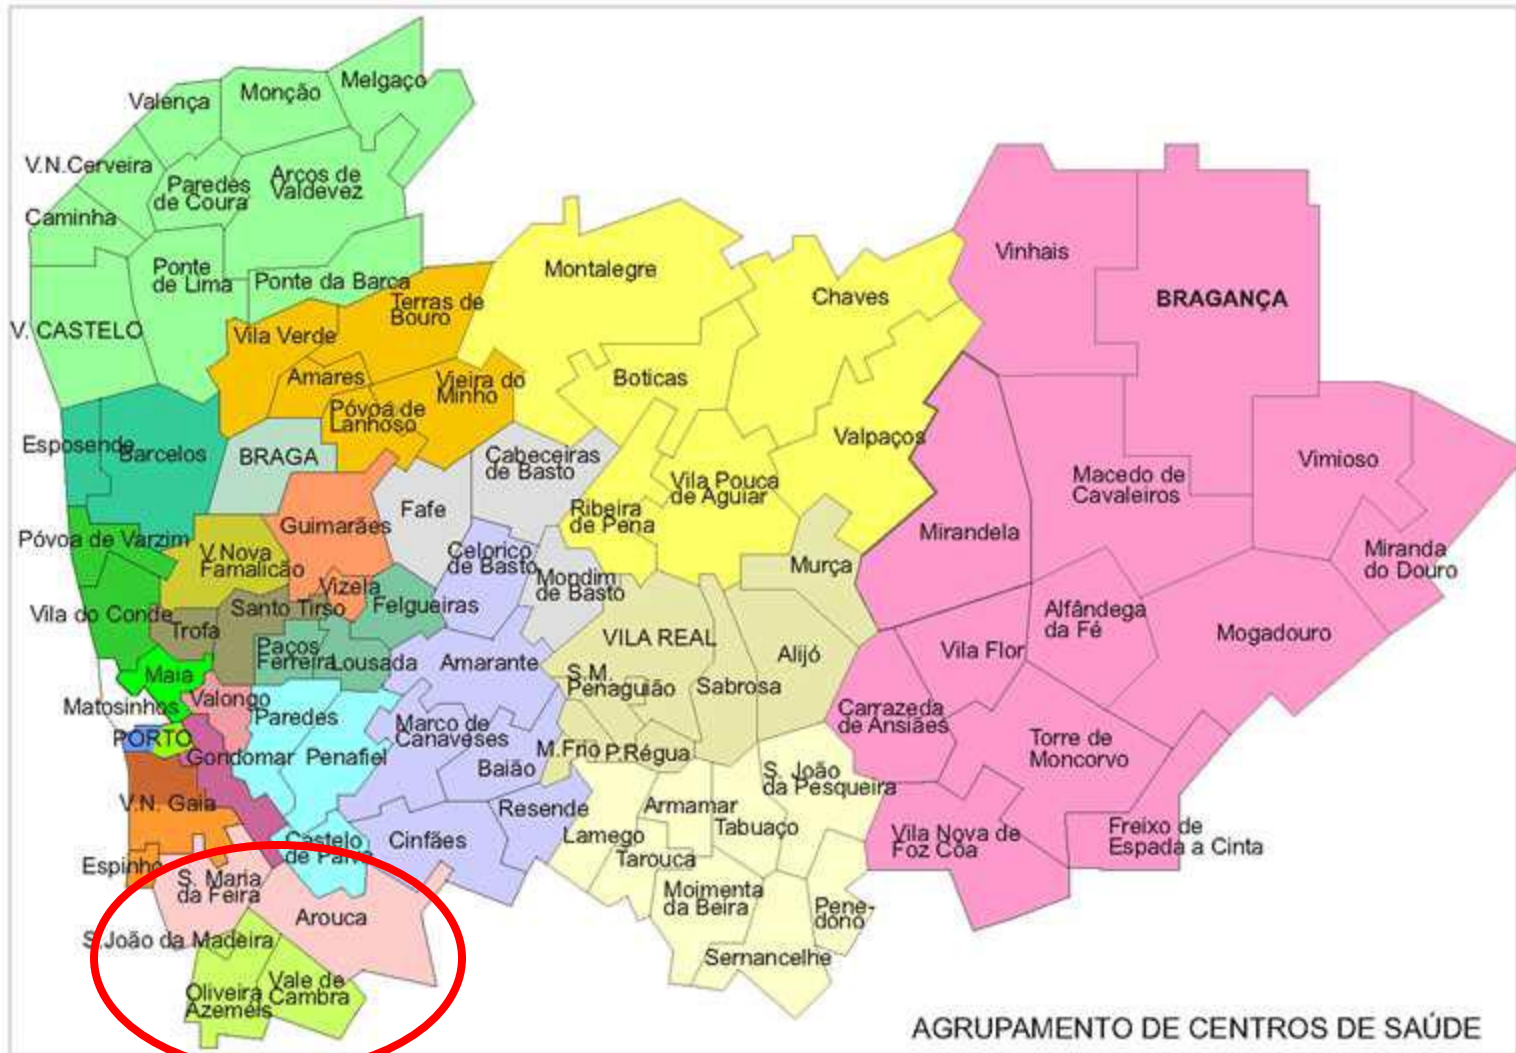 Melgaço
Monção
Valença
V.N.Cerveira
Paredes
de Coura
Arcos de
Valdevez
Caminha
Ponte
de Lima
Ponte da Barca
V. CASTELO
Terras de
Bouro
Vila Verde
Amares
Vieira do
Minho
Póvoa de
Lanhoso
Montalegre
Chaves
Boticas
Valpaços
Vinhais
BRAGANÇA
Esposende
Barcelos
BRAGA
Cabeceiras
de Basto
Vila Pouca
de Aguiar
Ribeira
de Pena
Macedo de
Cavaleiros
Vimioso
Fafe
Guimarães
Póvoa de Varzim
V.Nova
Famalicão
Celorico
de Basto
Mondim
de Basto
Murça
Mirandela
Miranda
do Douro
Vizela
Felgueiras
Santo Tirso
Vila do Conde
Trofa
VILA REAL
Alijó
Alfândega
da Fé
Mogadouro
Vila Flor
Paços
Ferreira
Lousada
Amarante
Maia
Valongo
Matosinhos
S.M.
Penaguião
Sabrosa
Carrazeda
de Ansiães
Paredes
Marco de
Canaveses
PORTO
Gondomar
Penafiel
Baião
M.Frio
P.Régua
Torre de
Moncorvo
S. João
da Pesqueira
V.N. Gaia
Resende
Armamar
Tabuaço
Lamego
Cinfães
Castelo
de Paiva
Vila Nova de
Foz Côa
Freixo de
Espada a Cinta
Espinho
Tarouca
S. Maria
da Feira
Arouca
Moimenta
da Beira
Pene-
dono
S.João da Madeira
Sernancelhe
Oliveira
Azeméis
Vale de
Cambra
AGRUPAMENTO DE CENTROS DE SAÚDE